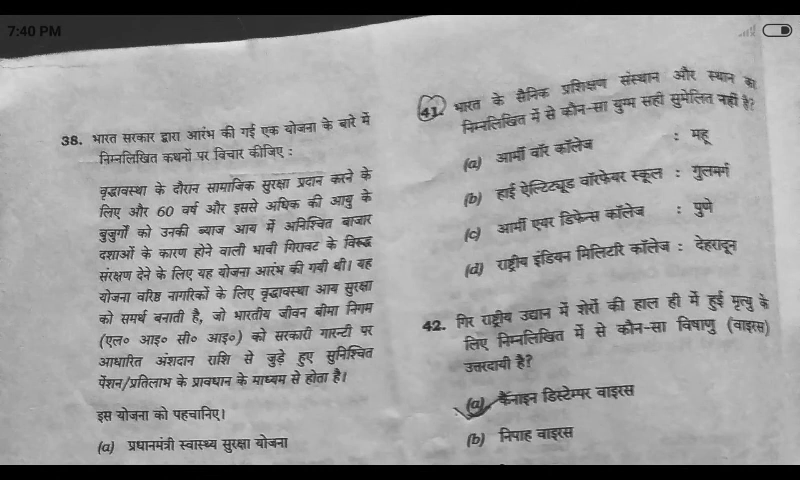 7:40 PM
38. भारत सरकार द्वारा आरंभ की गई एक योजना के बारे में
निम्नलिखित कथनों पर विचार कीजिए :
वृद्धावस्था के दौरान सामाजिक सुरक्षा प्रदान करने के
लिए और 60 वर्ष और इससे अधिक की आयु के
बुजुर्गों को उनकी ब्याज आय में अनिश्चित बाजार
दशाओं के कारण होने वाली भावी गिरावट के विरूद्ध
संरक्षण देने के लिए यह योजना आरंभ की गयी थी। यह
योजना वरिष्ठ नागरिकों के लिए वृद्धावस्था आय सुरक्षा
को समर्थ बनाती है, जो भारतीय जीवन बीमा निगम
(एल० आइ० सी० आइ०) को सरकारी गारन्टी पर
आधारित अंशदान राशि से जुड़े हुए सुनिश्चित
पेंशन/प्रतिलाभ के प्रावधान के माध्यम से होता है।
इस योजना को पहचानिए।
(a) प्रधानमंत्री स्वास्थ्य सुरक्षा योजना
41. भारत के सैनिक प्रशिक्षण संस्थान और स्थान का
निम्नलिखित में से कौन-सा युग्म सही सुमेलित नहीं है?
(a) आर्मी वॉर कॉलेज : महू
(b) हाई ऐल्टिट्यूड वॉरफेयर स्कूल : गुलमर्ग
(c) आर्मी एयर डिफेन्स कॉलेज : पुणे
(d) राष्ट्रीय इंडियन मिलिटरि कॉलेज : देहरादून
42. गिर राष्ट्रीय उद्यान में शेरों की हाल ही में हुई मृत्यु के
लिए निम्नलिखित में से कौन-सा विषाणु (वाइरस)
उत्तरदायी है?
(a) कैनाइन डिस्टेम्पर वाइरस
(b) निपाह वाइरस